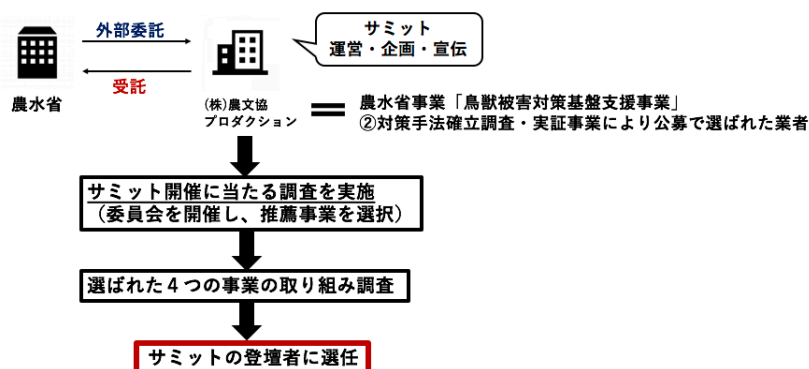 外部委託
受託
農水省
(株)農文協
プロダクション
サミット
運営・企画・宣伝
＝
農水省事業「鳥獣被害対策基盤支援事業」
②対策手法確立調査・実証事業により公募で選ばれた業者
サミット開催に当たる調査を実施
（委員会を開催し、推薦事業を選択）
選ばれた４つの事業の取り組み調査
サミットの登壇者に選任